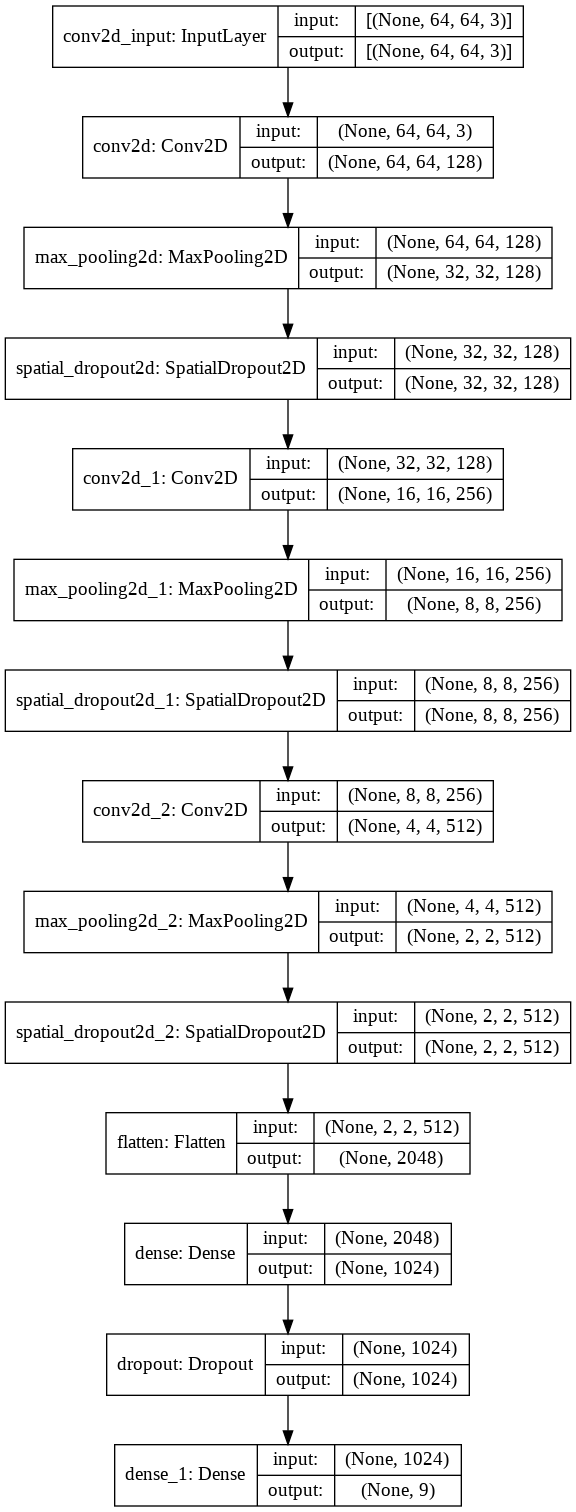 conv2d_input: InputLayer
input:
[(None, 64, 64, 3)]
output:
[(None, 64, 64, 3)]
conv2d: Conv2D
input:
(None, 64, 64, 3)
output:
(None, 64, 64, 128)
max_pooling2d: MaxPooling2D
input:
(None, 64, 64, 128)
output:
(None, 32, 32, 128)
spatial_dropout2d: SpatialDropout2D
input:
(None, 32, 32, 128)
output:
(None, 32, 32, 128)
conv2d_1: Conv2D
input:
(None, 32, 32, 128)
output:
(None, 16, 16, 256)
max_pooling2d_1: MaxPooling2D
input:
(None, 16, 16, 256)
output:
(None, 8, 8, 256)
spatial_dropout2d_1: SpatialDropout2D
input:
(None, 8, 8, 256)
output:
(None, 8, 8, 256)
conv2d_2: Conv2D
input:
(None, 8, 8, 256)
output:
(None, 4, 4, 512)
max_pooling2d_2: MaxPooling2D
input:
(None, 4, 4, 512)
output:
(None, 2, 2, 512)
spatial_dropout2d_2: SpatialDropout2D
input:
(None, 2, 2, 512)
output:
(None, 2, 2, 512)
flatten: Flatten
input:
(None, 2, 2, 512)
output:
(None, 2048)
dense: Dense
input:
(None, 2048)
output:
(None, 1024)
dropout: Dropout
input:
(None, 1024)
output:
(None, 1024)
dense_1: Dense
input:
(None, 1024)
output:
(None, 9)